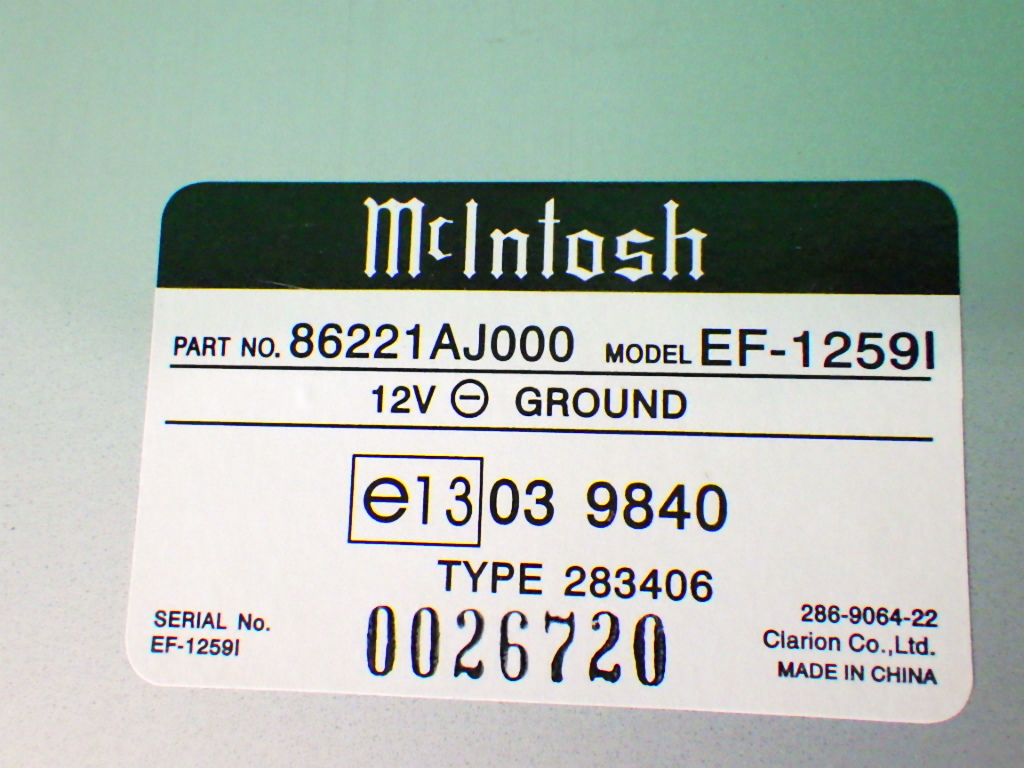 McIntosh
PART NO. 86221AJ000 MODEL EF-1259I
12V ⊖ GROUND
e13 03 9840
TYPE 283406
SERIAL No.
EF-1259I
0026720
286-9064-22
Clarion Co.,Ltd.
MADE IN CHINA